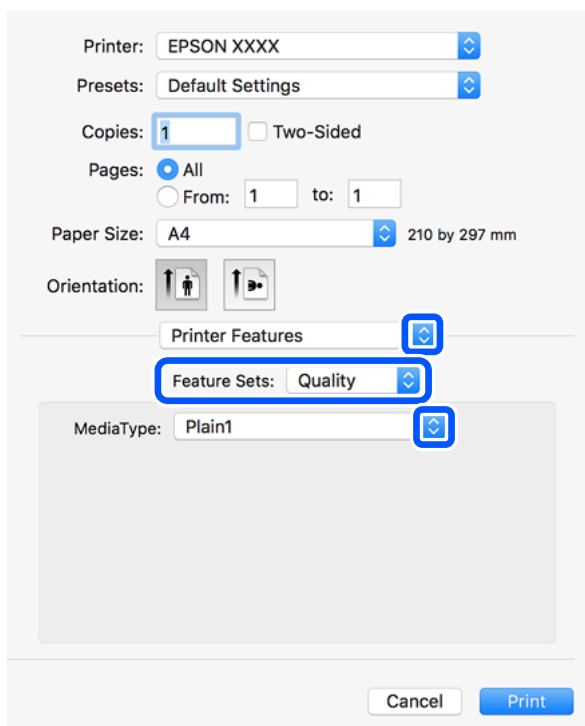 Printer: EPSON XXXX
Presets: Default Settings
Copies: 1 Two-Sided
Pages: All
From: 1 to: 1
Paper Size: A4 210 by 297 mm
Orientation:
Printer Features
Feature Sets: Quality
MediaType: Plain1
Cancel Print